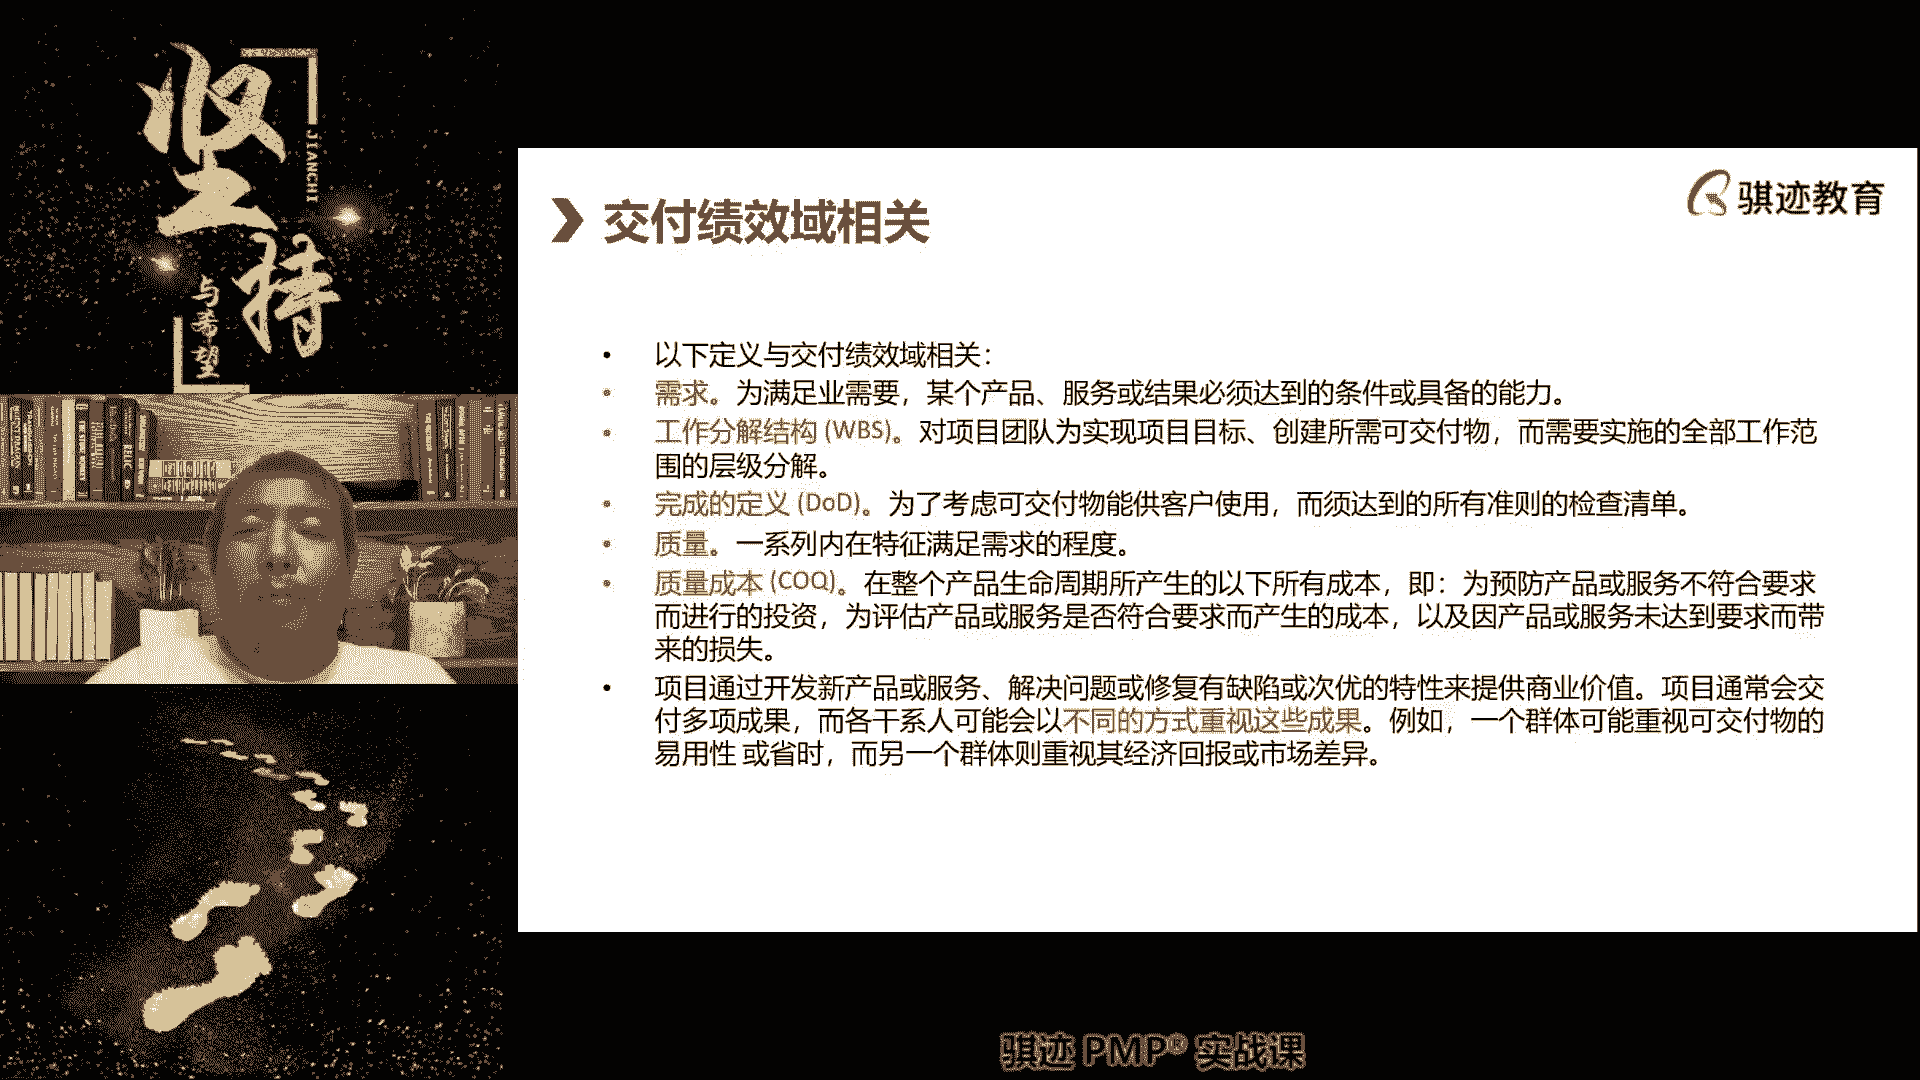 坚持
JIANCHI
与希望
骐迹教育
交付绩效域相关
• 以下定义与交付绩效域相关：
• 需求。为满足业需要，某个产品、服务或结果必须达到的条件或具备的能力。
• 工作分解结构 (WBS)。对项目团队为实现项目目标、创建所需可交付物，而需要实施的全部工作范
围的层级分解。
• 完成的定义 (DoD)。为了考虑可交付物能供客户使用，而须达到的所有准则的检查清单。
• 质量。一系列内在特征满足需求的程度。
• 质量成本 (COQ)。在整个产品生命周期所产生的以下所有成本，即：为预防产品或服务不符合要求
而进行的投资，为评估产品或服务是否符合要求而产生的成本，以及因产品或服务未达到要求而带
来的损失。
• 项目通过开发新产品或服务、解决问题或修复有缺陷或次优的特性来提供商业价值。项目通常会交
付多项成果，而各干系人可能会以不同的方式重视这些成果。例如，一个群体可能重视可交付物的
易用性 或省时，而另一个群体则重视其经济回报或市场差异。
骐迹 PMP® 实战课